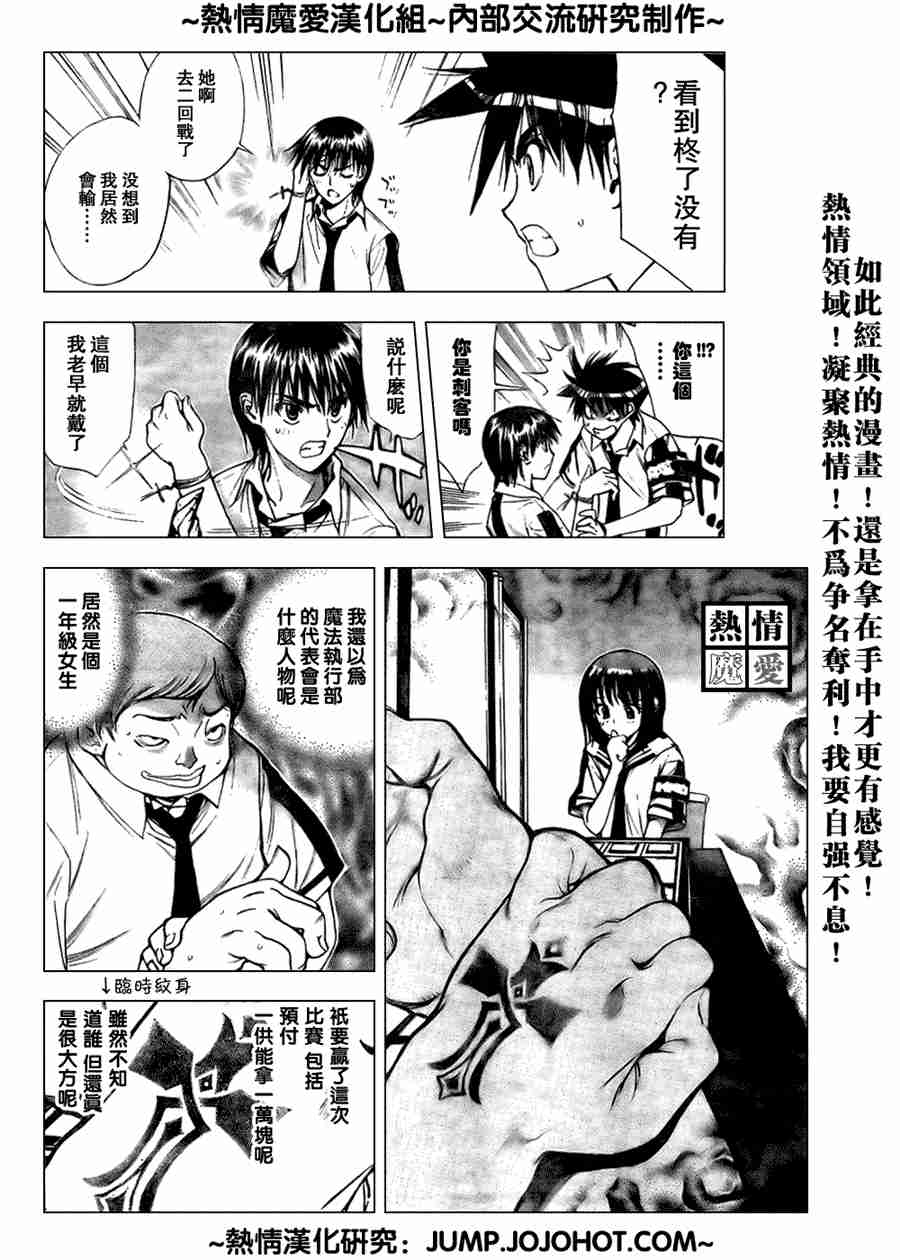 ~熱情魔愛漢化組~內部交流研究制作~
看到柊了没有
?
她啊
去二回戰了
没想到
我居然
會輸……
!!?
你這個
……
你是刺客嗎
説什麽呢
這個
我老早就戴了
熱情
魔愛
我還以為
魔法執行部
的代表會是
什麼人物呢
居然是個
一年級女生
↓臨時紋身
衹要贏了這次
比賽 包括
預付
一供能拿一萬塊呢
雖然不知
道誰 但還真
是很大方呢
如此經典的漫畫！還是拿在手中才更有感覺！
熱情領域！凝聚熱情！不爲争名奪利！我要自强不息！
~熱情漢化研究：JUMP.JOJOHOT.COM~